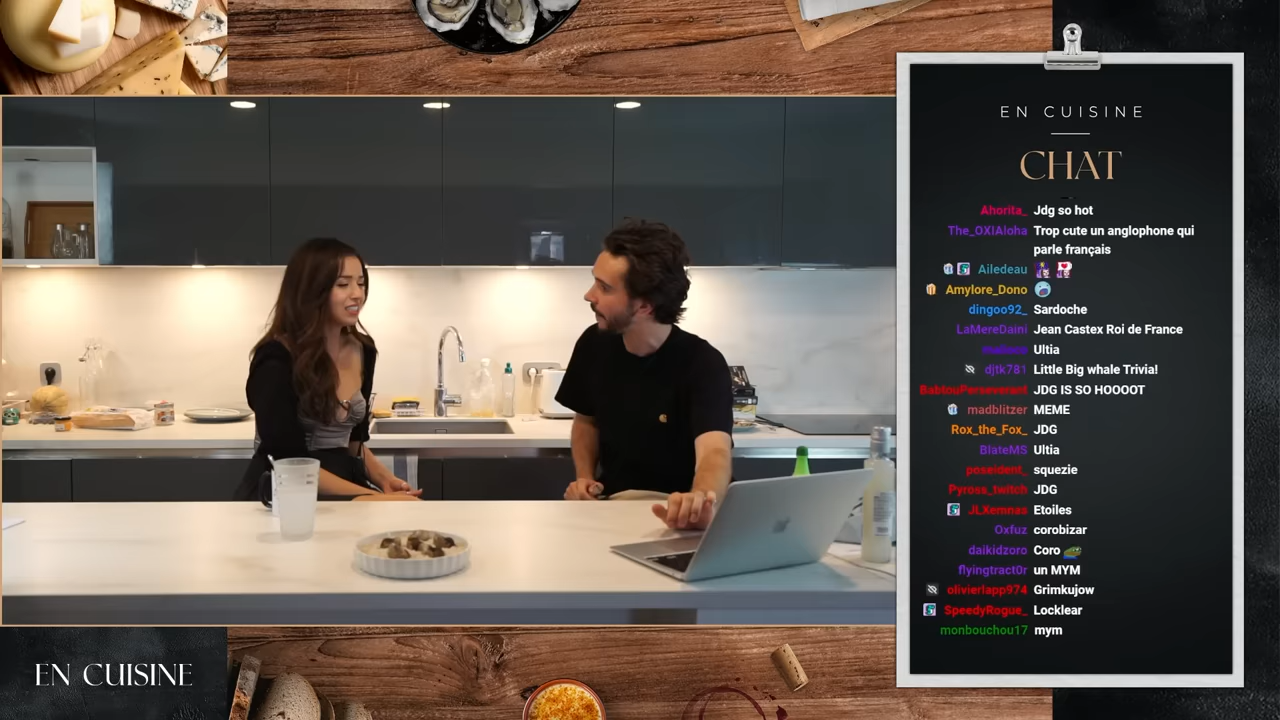 EN CUISINE
CHAT
Ahorita_ Jdg so hot
The_OXIAloha Trop cute un anglophone qui
parle français
Ailedeau
Amylore_Dono
dingoo92_ Sardoche
LaMereDaini Jean Castex Roi de France
Ultia
djtk781 Little Big whale Trivia!
BablouPerseverant JDG IS SO HOOOOT
madblitzer MEME
Rox_the_Fox_ JDG
BlateMS Ultia
poseident_ squezie
Pyross_twitch JDG
JLXemnas Etoiles
Oxfuz corobizar
daikidzoro Coro
flyingtract0r un MYM
olivierlapp974 Grimkujow
SpeedyRogue_ Locklear
monbouchou17 mym
EN CUISINE